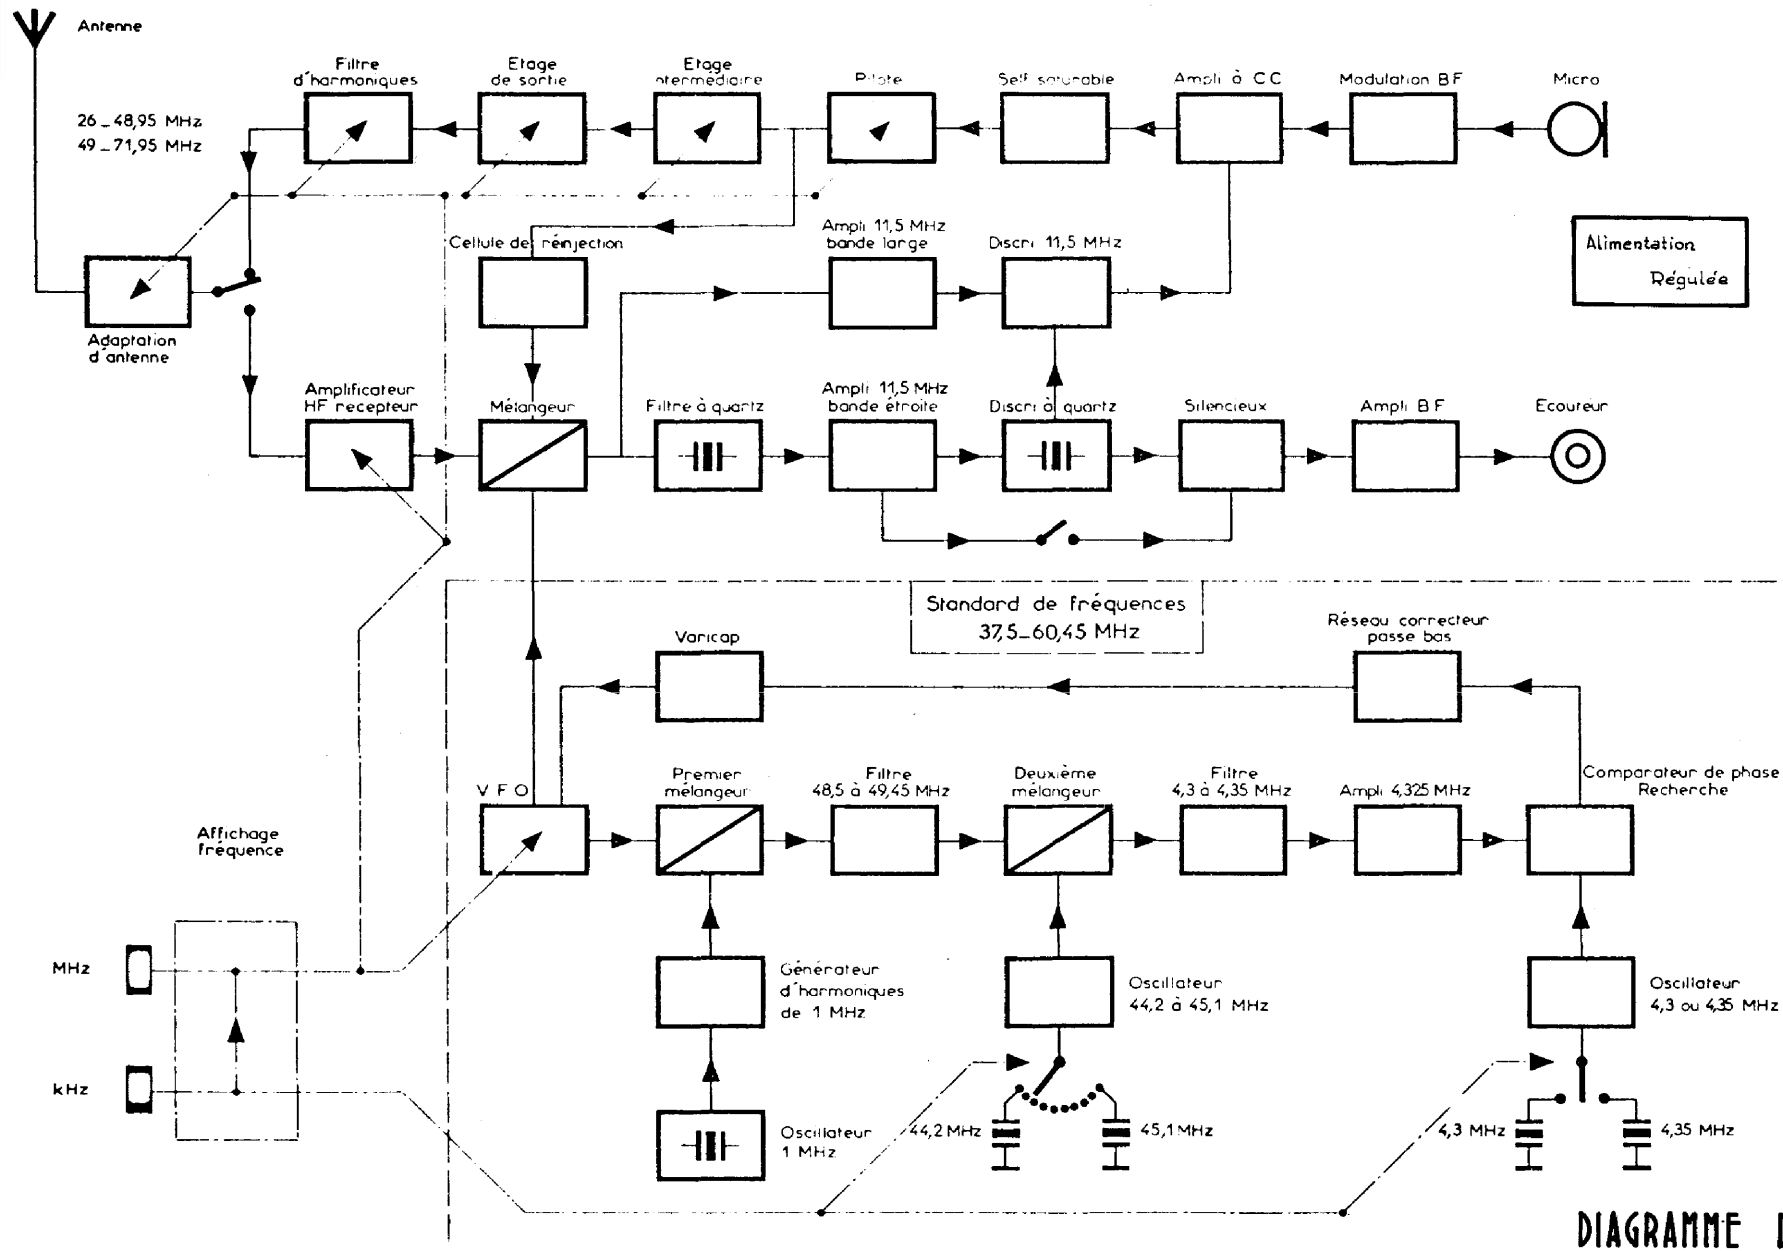 Antenne
26_48,95 MHz
49_71,95 MHz
Filtre
d'harmoniques
Etage
de sortie
Etage
intermédiaire
Pilote
Self saturable
Ampli à CC
Modulation BF
Micro
Cellule de réinjection
Ampli 11,5 MHz
bande large
Discri 11,5 MHz
Alimentation
Régulée
Adaptation
d'antenne
Amplificateur
HF recepteur
Mélangeur
Filtre à quartz
Ampli 11,5 MHz
bande étroite
Discri à quartz
Silencieux
Ampli BF
Ecouteur
Standard de fréquences
37,5_60,45 MHz
Varicap
Réseau correcteur
passe bas
VFO
Premier
mélangeur
Filtre
48,5 à 49,45 MHz
Deuxième
mélangeur
Filtre
4,3 à 4,35 MHz
Ampli 4,325 MHz
Comparateur de phase
Recherche
Affichage
fréquence
MHz
kHz
Générateur
d'harmoniques
de 1 MHz
Oscillateur
44,2 à 45,1 MHz
Oscillateur
4,3 ou 4,35 MHz
Oscillateur
1 MHz
44,2 MHz
45,1 MHz
4,3 MHz
4,35 MHz
DIAGRAMME I